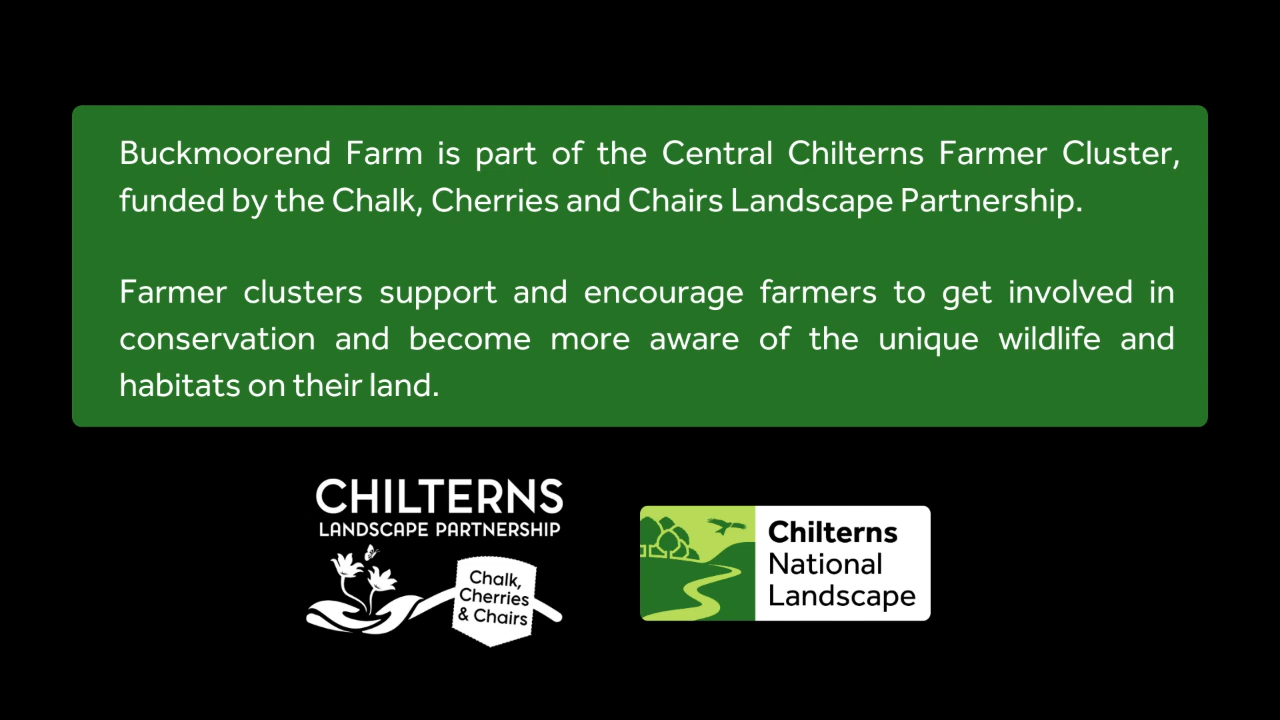 Buckmoorend Farm is part of the Central Chilterns Farmer Cluster,
funded by the Chalk, Cherries and Chairs Landscape Partnership.
Farmer clusters support and encourage farmers to get involved in
conservation and become more aware of the unique wildlife and
habitats on their land.
CHILTERNS
LANDSCAPE PARTNERSHIP
Chalk,
Cherries
& Chairs
Chilterns
National
Landscape